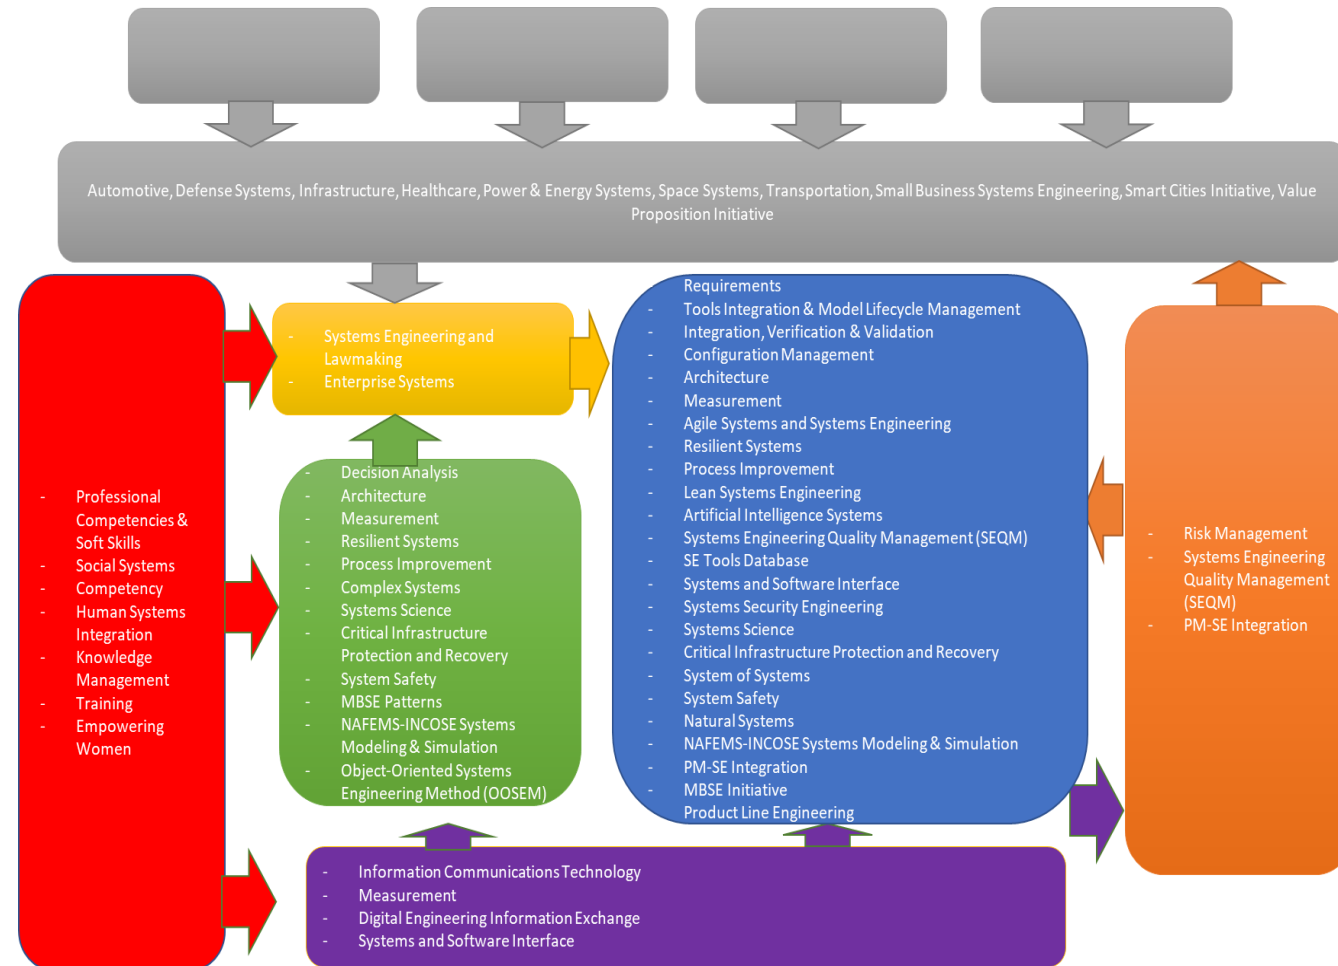 Automotive, Defense Systems, Infrastructure, Healthcare, Power & Energy Systems, Space Systems, Transportation, Small Business Systems Engineering, Smart Cities Initiative, Value
Proposition Initiative
- Professional
Competencies &
Soft Skills
- Social Systems
- Competency
- Human Systems
Integration
- Knowledge
Management
- Training
- Empowering
Women
- Systems Engineering and
Lawmaking
- Enterprise Systems
- Decision Analysis
- Architecture
- Measurement
- Resilient Systems
- Process Improvement
- Complex Systems
- Systems Science
- Critical Infrastructure
Protection and Recovery
- System Safety
- MBSE Patterns
- NAFEMS-INCOSE Systems
Modeling & Simulation
- Object-Oriented Systems
Engineering Method (OOSEM)
- Requirements
- Tools Integration & Model Lifecycle Management
- Integration, Verification & Validation
- Configuration Management
- Architecture
- Measurement
- Agile Systems and Systems Engineering
- Resilient Systems
- Process Improvement
- Lean Systems Engineering
- Artificial Intelligence Systems
- Systems Engineering Quality Management (SEQM)
- SE Tools Database
- Systems and Software Interface
- Systems Security Engineering
- Systems Science
- Critical Infrastructure Protection and Recovery
- System of Systems
- System Safety
- Natural Systems
- NAFEMS-INCOSE Systems Modeling & Simulation
- PM-SE Integration
- MBSE Initiative
Product Line Engineering
- Risk Management
- Systems Engineering
Quality Management
(SEQM)
- PM-SE Integration
- Information Communications Technology
- Measurement
- Digital Engineering Information Exchange
- Systems and Software Interface